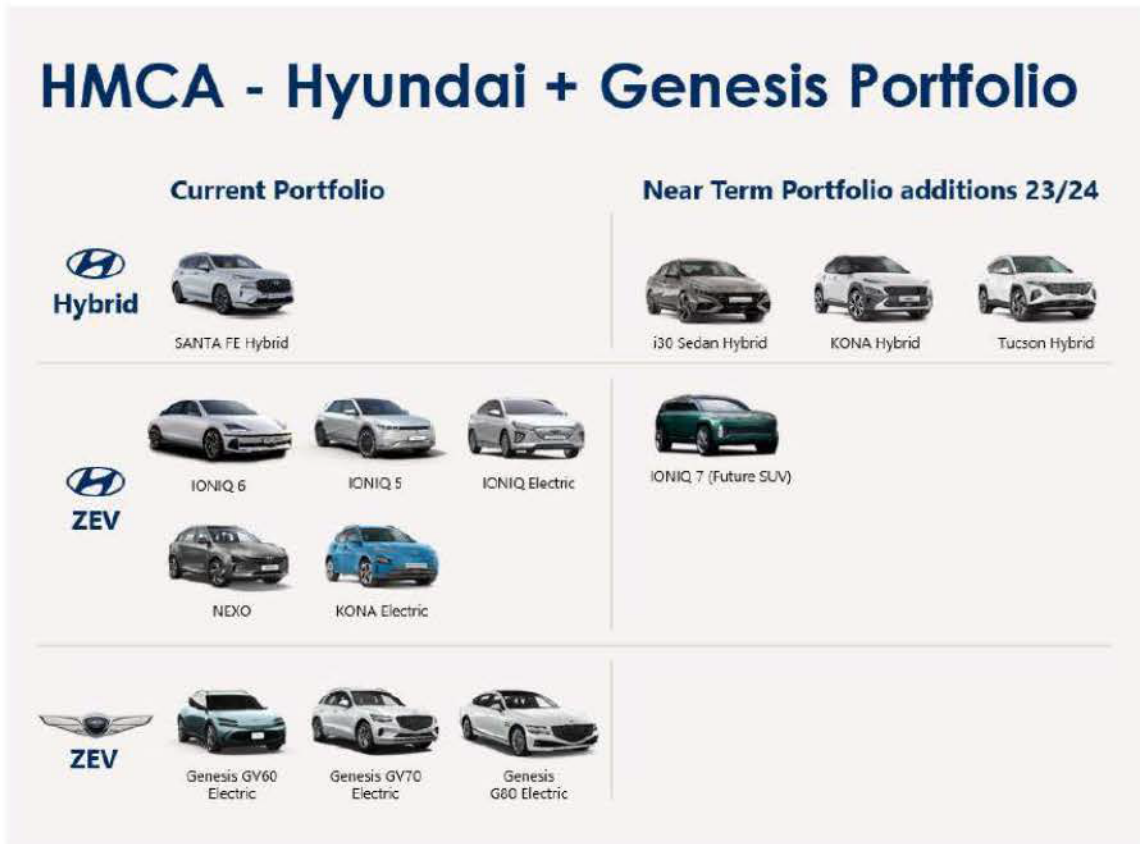 HMCA - Hyundai + Genesis Portfolio
Current Portfolio
Near Term Portfolio additions 23/24
Hybrid
SANTA FE Hybrid
i30 Sedan Hybrid
KONA Hybrid
Tucson Hybrid
ZEV
IONIQ 6
IONIQ 5
IONIQ Electric
IONIQ 7 (Future SUV)
NEXO
KONA Electric
ZEV
Genesis GV60
Electric
Genesis GV70
Electric
Genesis
G80 Electric